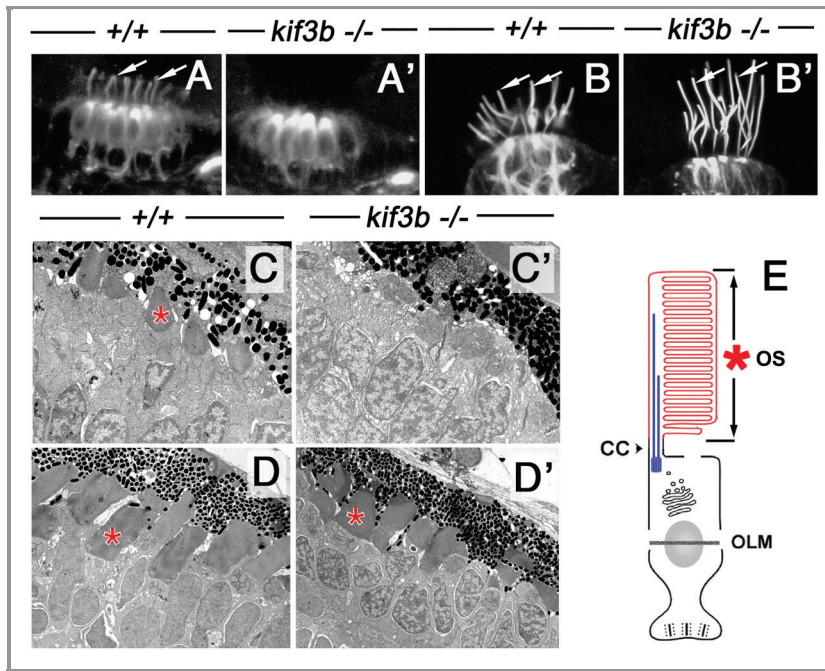 +/+ kif3b -/- +/+ kif3b -/-
A A' B B'
+/+ kif3b -/-
C C' E
* * OS
CC
D D'
* *
OLM